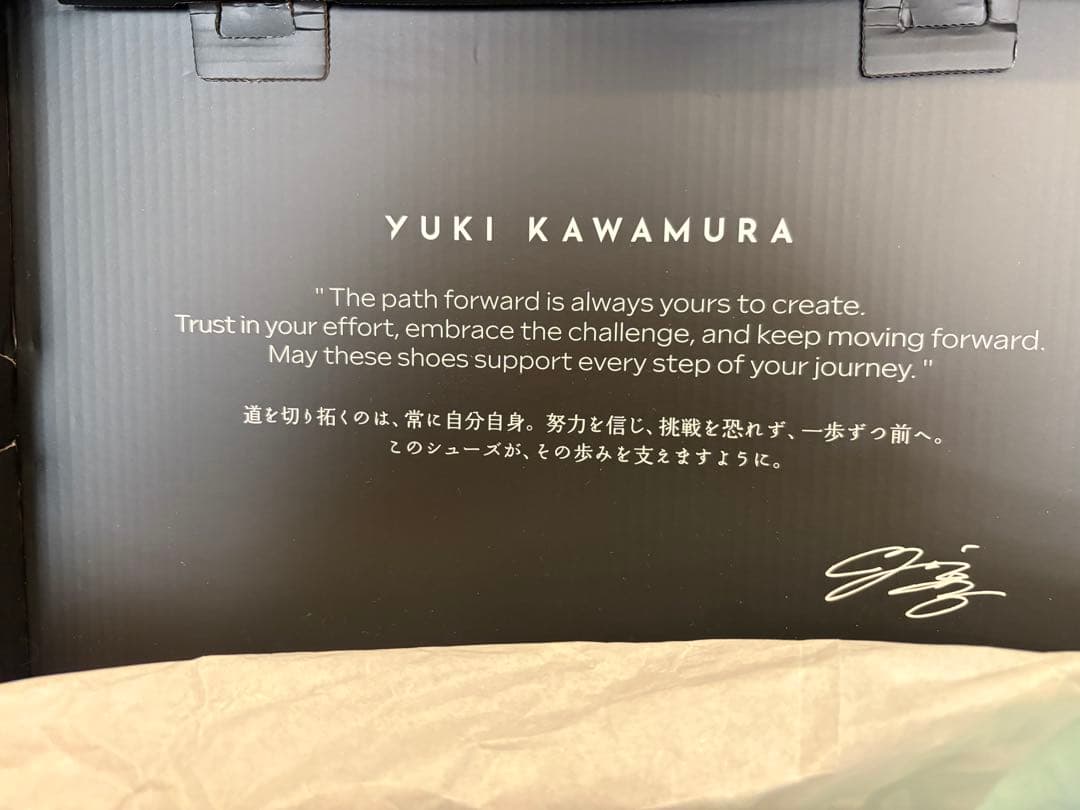 YUKI KAWAMURA
" The path forward is always yours to create.
Trust in your effort, embrace the challenge, and keep moving forward.
May these shoes support every step of your journey. "
道を切り拓くのは、常に自分自身。努力を信じ、挑戦を恐れず、一歩ずつ前へ。
このシューズが、その歩みを支えますように。